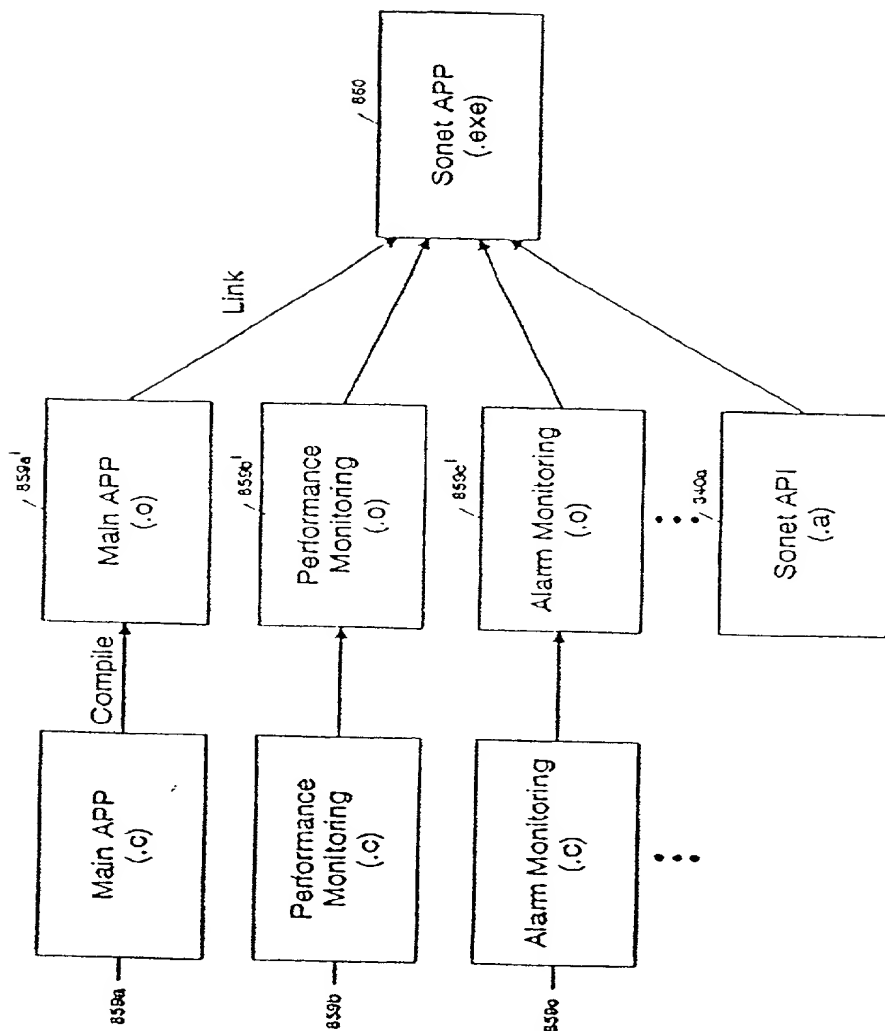 859a
Main APP
(.c)
Compile
859a'
Main APP
(.o)
Link
859b
Performance
Monitoring
(.c)
859b'
Performance
Monitoring
(.o)
860
Sonet APP
(.exe)
859c
Alarm Monitoring
(.c)
859c'
Alarm Monitoring
(.o)
340a
Sonet API
(.a)